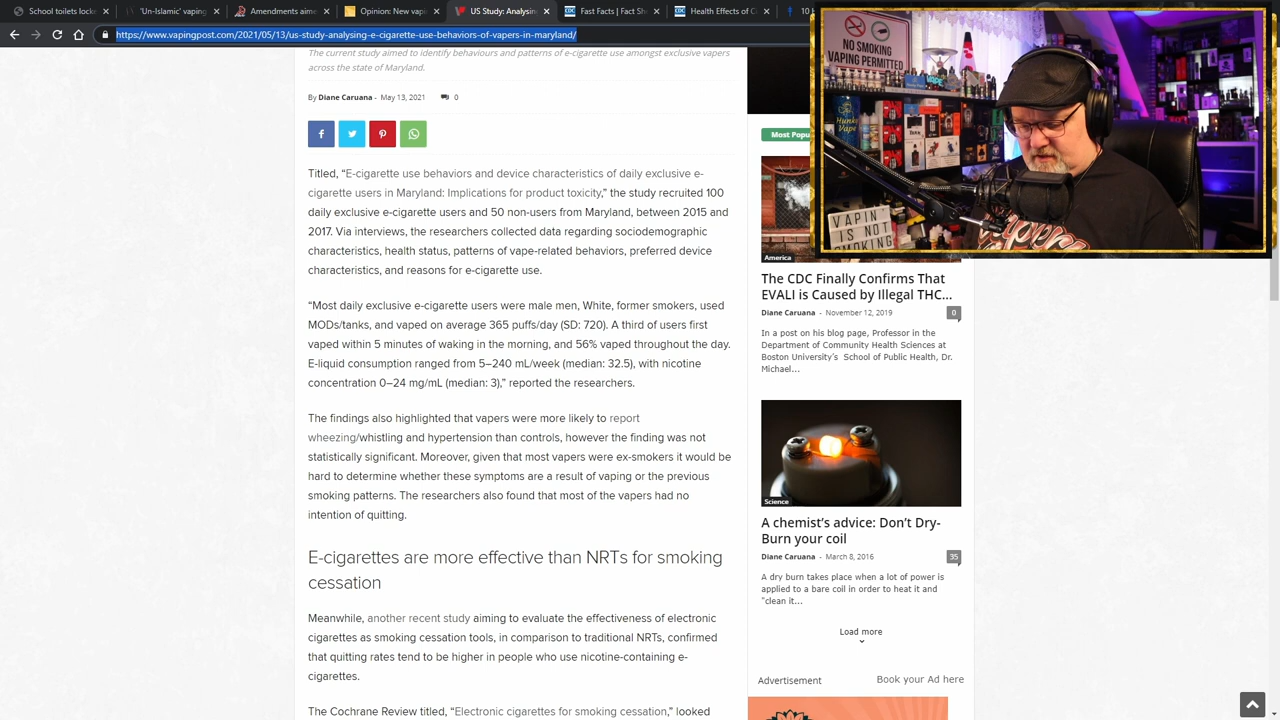 School toilets loc
US Study Analysin
Fast Facts | Fact Sh
CDC
Health Effects of C
10
https://www.vapingpost.com/2021/05/13/us-study-analysing-e-cigarette-use-behaviors-of-vapers-in-maryland/
The current study aimed to identify behaviours and patterns of e-cigarette use amongst exclusive vapers
across the state of Maryland.
By Diane Caruana - May 13, 2021 0
Titled, “E-cigarette use behaviors and device characteristics of daily exclusive e-
cigarette users in Maryland: Implications for product toxicity,” the study recruited 100
daily exclusive e-cigarette users and 50 non-users from Maryland, between 2015 and
2017. Via interviews, the researchers collected data regarding sociodemographic
characteristics, health status, patterns of vape-related behaviors, preferred device
characteristics, and reasons for e-cigarette use.
“Most daily exclusive e-cigarette users were male men, White, former smokers, used
MODs/tanks, and vaped on average 365 puffs/day (SD: 720). A third of users first
vaped within 5 minutes of waking in the morning, and 56% vaped throughout the day.
E-liquid consumption ranged from 5–240 mL/week (median: 32.5), with nicotine
concentration 0–24 mg/mL (median: 3),” reported the researchers.
The findings also highlighted that vapers were more likely to report
wheezing/whistling and hypertension than controls, however the finding was not
statistically significant. Moreover, given that most vapers were ex-smokers it would be
hard to determine whether these symptoms are a result of vaping or the previous
smoking patterns. The researchers also found that most of the vapers had no
intention of quitting.
E-cigarettes are more effective than NRTs for smoking
cessation
Meanwhile, another recent study aiming to evaluate the effectiveness of electronic
cigarettes as smoking cessation tools, in comparison to traditional NRTs, confirmed
that quitting rates tend to be higher in people who use nicotine-containing e-
cigarettes.
The Cochrane Review titled, “Electronic cigarettes for smoking cessation,” looked
Most Popu
America
The CDC Finally Confirms That
EVALI is Caused by Illegal THC...
Diane Caruana - November 12, 2019 0
In a post on his blog page, Professor in the
Department of Community Health Sciences at
Boston University’s School of Public Health, Dr.
Michael...
Science
A chemist’s advice: Don’t Dry-
Burn your coil
Diane Caruana - March 8, 2016 35
A dry burn takes place when a lot of power is
applied to a bare coil in order to heat it and
“clean it...
Load more
Advertisement Book your Ad here
NO SMOKING
VAPING PERMITTED
VAPE
Hunky
Vape
VAPIN
IS NOT
SMOKING